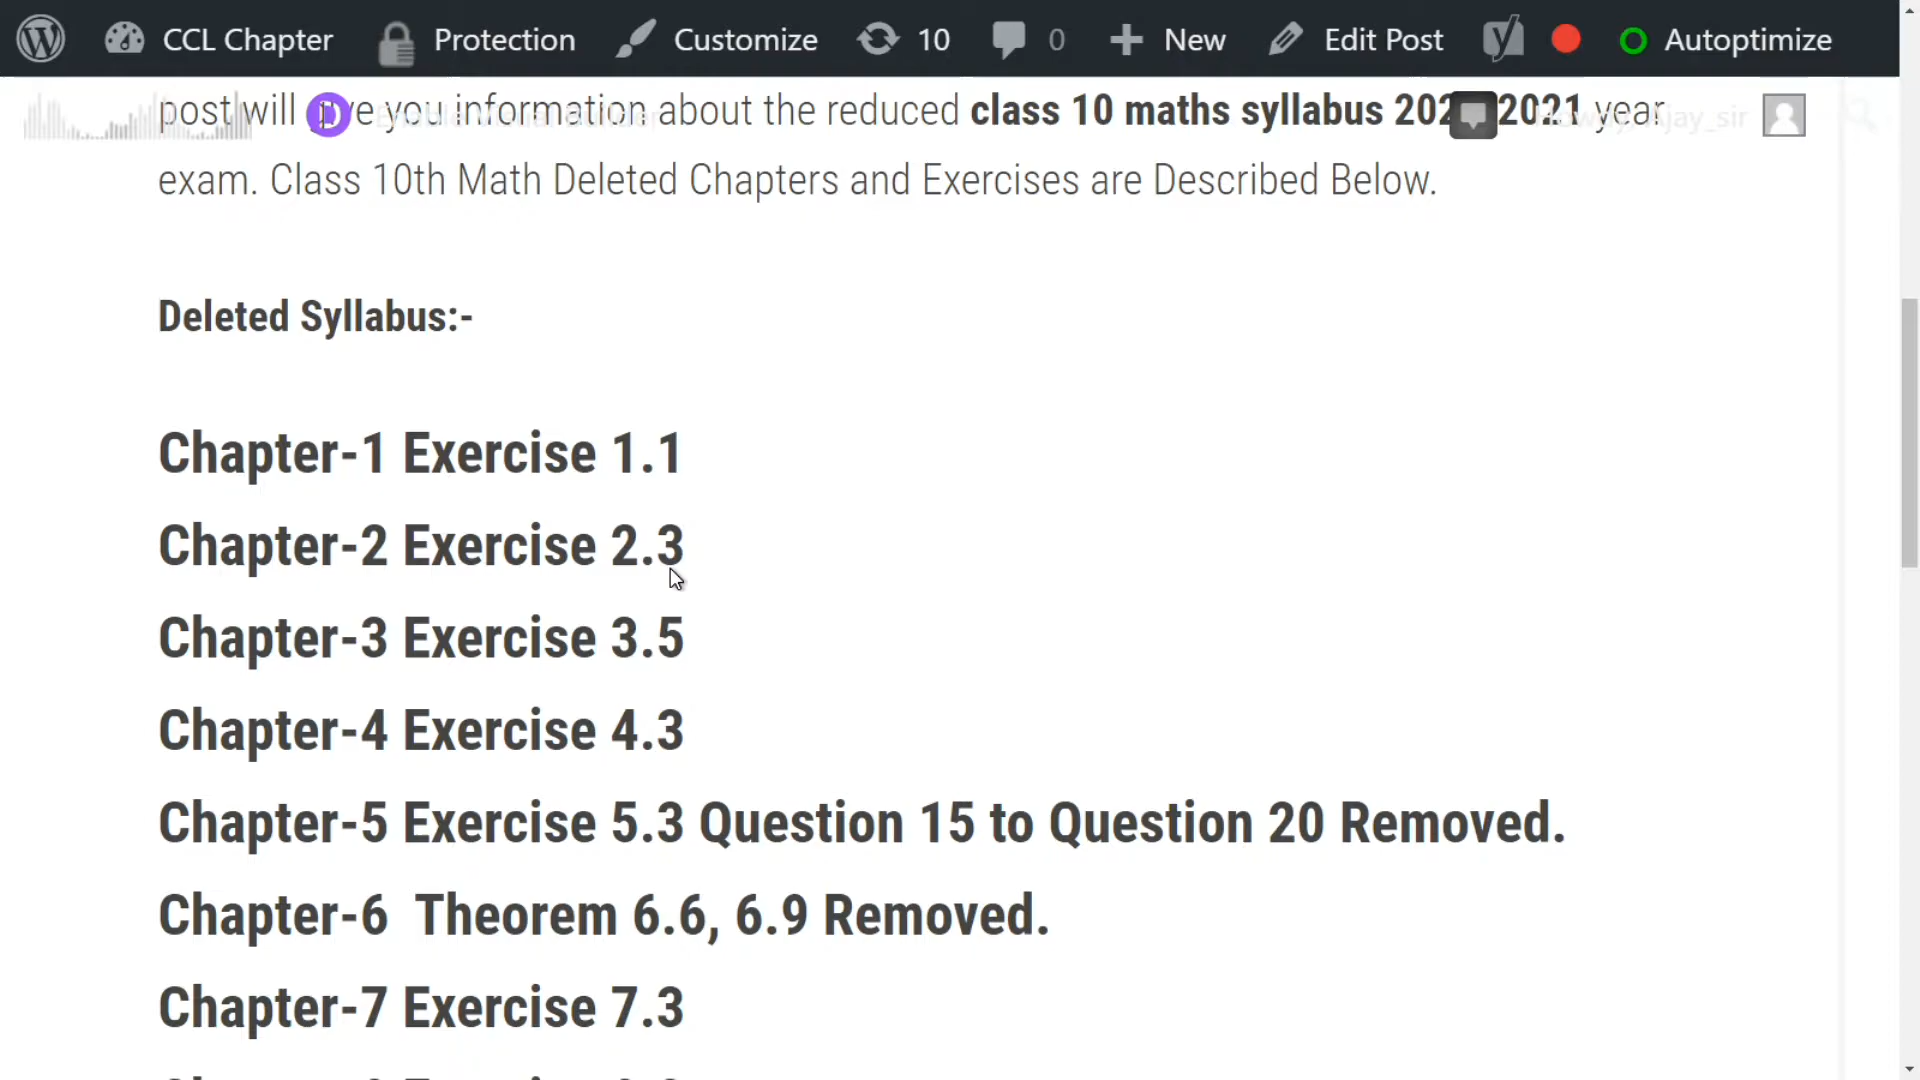 CCL Chapter Protection Customize 10 0 New Edit Post Autoptimize
post will you information about the reduced class 10 maths syllabus 2021 year
Ajay_sir
exam. Class 10th Math Deleted Chapters and Exercises are Described Below.
Deleted Syllabus:-
Chapter-1 Exercise 1.1
Chapter-2 Exercise 2.3
Chapter-3 Exercise 3.5
Chapter-4 Exercise 4.3
Chapter-5 Exercise 5.3 Question 15 to Question 20 Removed.
Chapter-6 Theorem 6.6, 6.9 Removed.
Chapter-7 Exercise 7.3